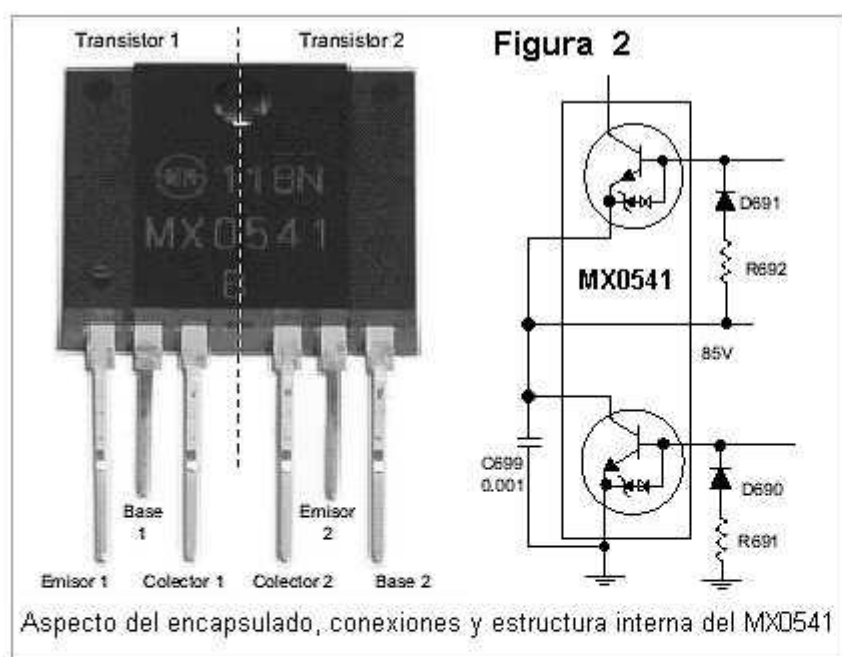 Transistor 1
Transistor 2
Figura 2
118N
MX0541
B
Base 1
Emisor 2
Emisor 1
Colector 1
Colector 2
Base 2
D691
R692
MX0541
85V
C699
0.001
D690
R691
Aspecto del encapsulado, conexiones y estructura interna del MX0541